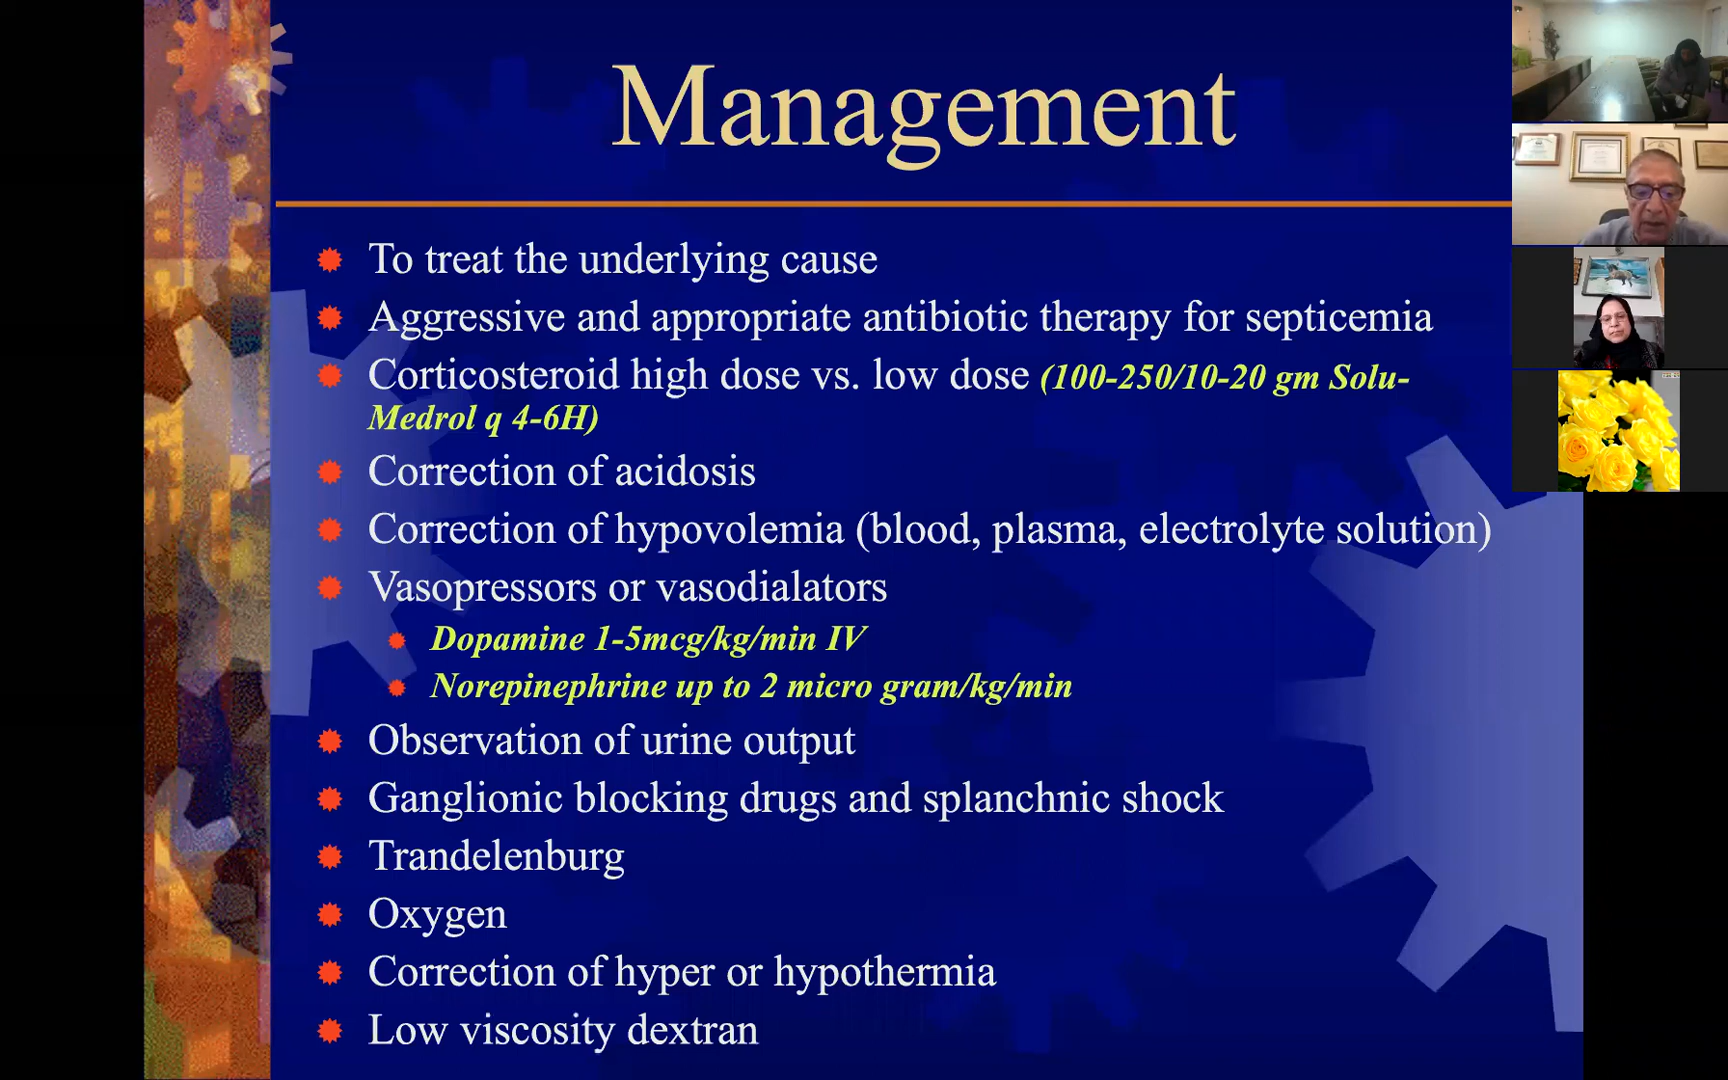 Management
To treat the underlying cause
Aggressive and appropriate antibiotic therapy for septicemia
Corticosteroid high dose vs. low dose (100-250/10-20 gm Solu-
Medrol q 4-6H)
Correction of acidosis
Correction of hypovolemia (blood, plasma, electrolyte solution)
Vasopressors or vasodialators
Dopamine 1-5mcg/kg/min IV
Norepinephrine up to 2 micro gram/kg/min
Observation of urine output
Ganglionic blocking drugs and splanchnic shock
Trandelenburg
Oxygen
Correction of hyper or hypothermia
Low viscosity dextran